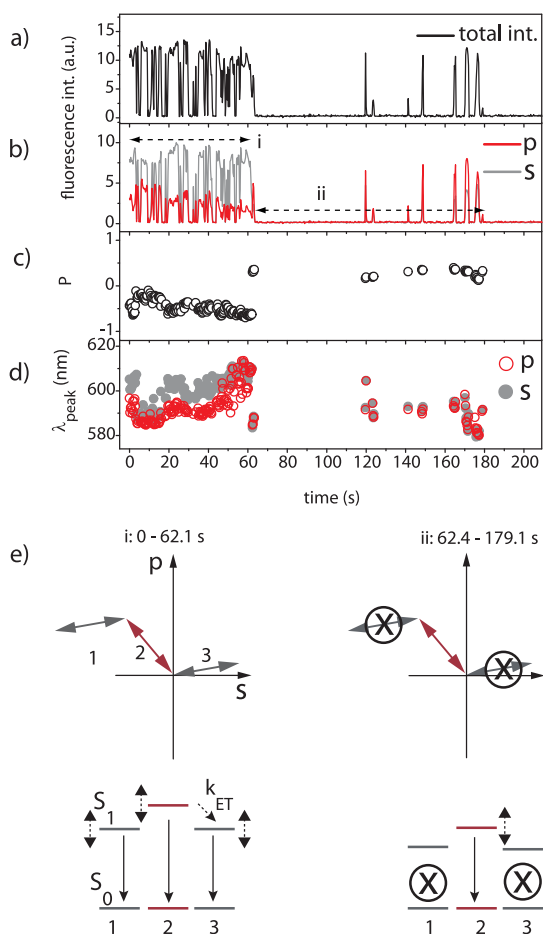 a)
fluorescence int. (a.u.)
15
10
5
0
total int.
b)
10
5
0
i
ii
p
s
c)
P
1
0
-1
d)
λpeak (nm)
620
600
580
p
s
0 20 40 60 80 100 120 140 160 180 200
time (s)
e)
i: 0 - 62.1 s
ii: 62.4 - 179.1 s
p
s
1
2
3
X
X
S1
kET
S0
X
X
1 2 3
1 2 3